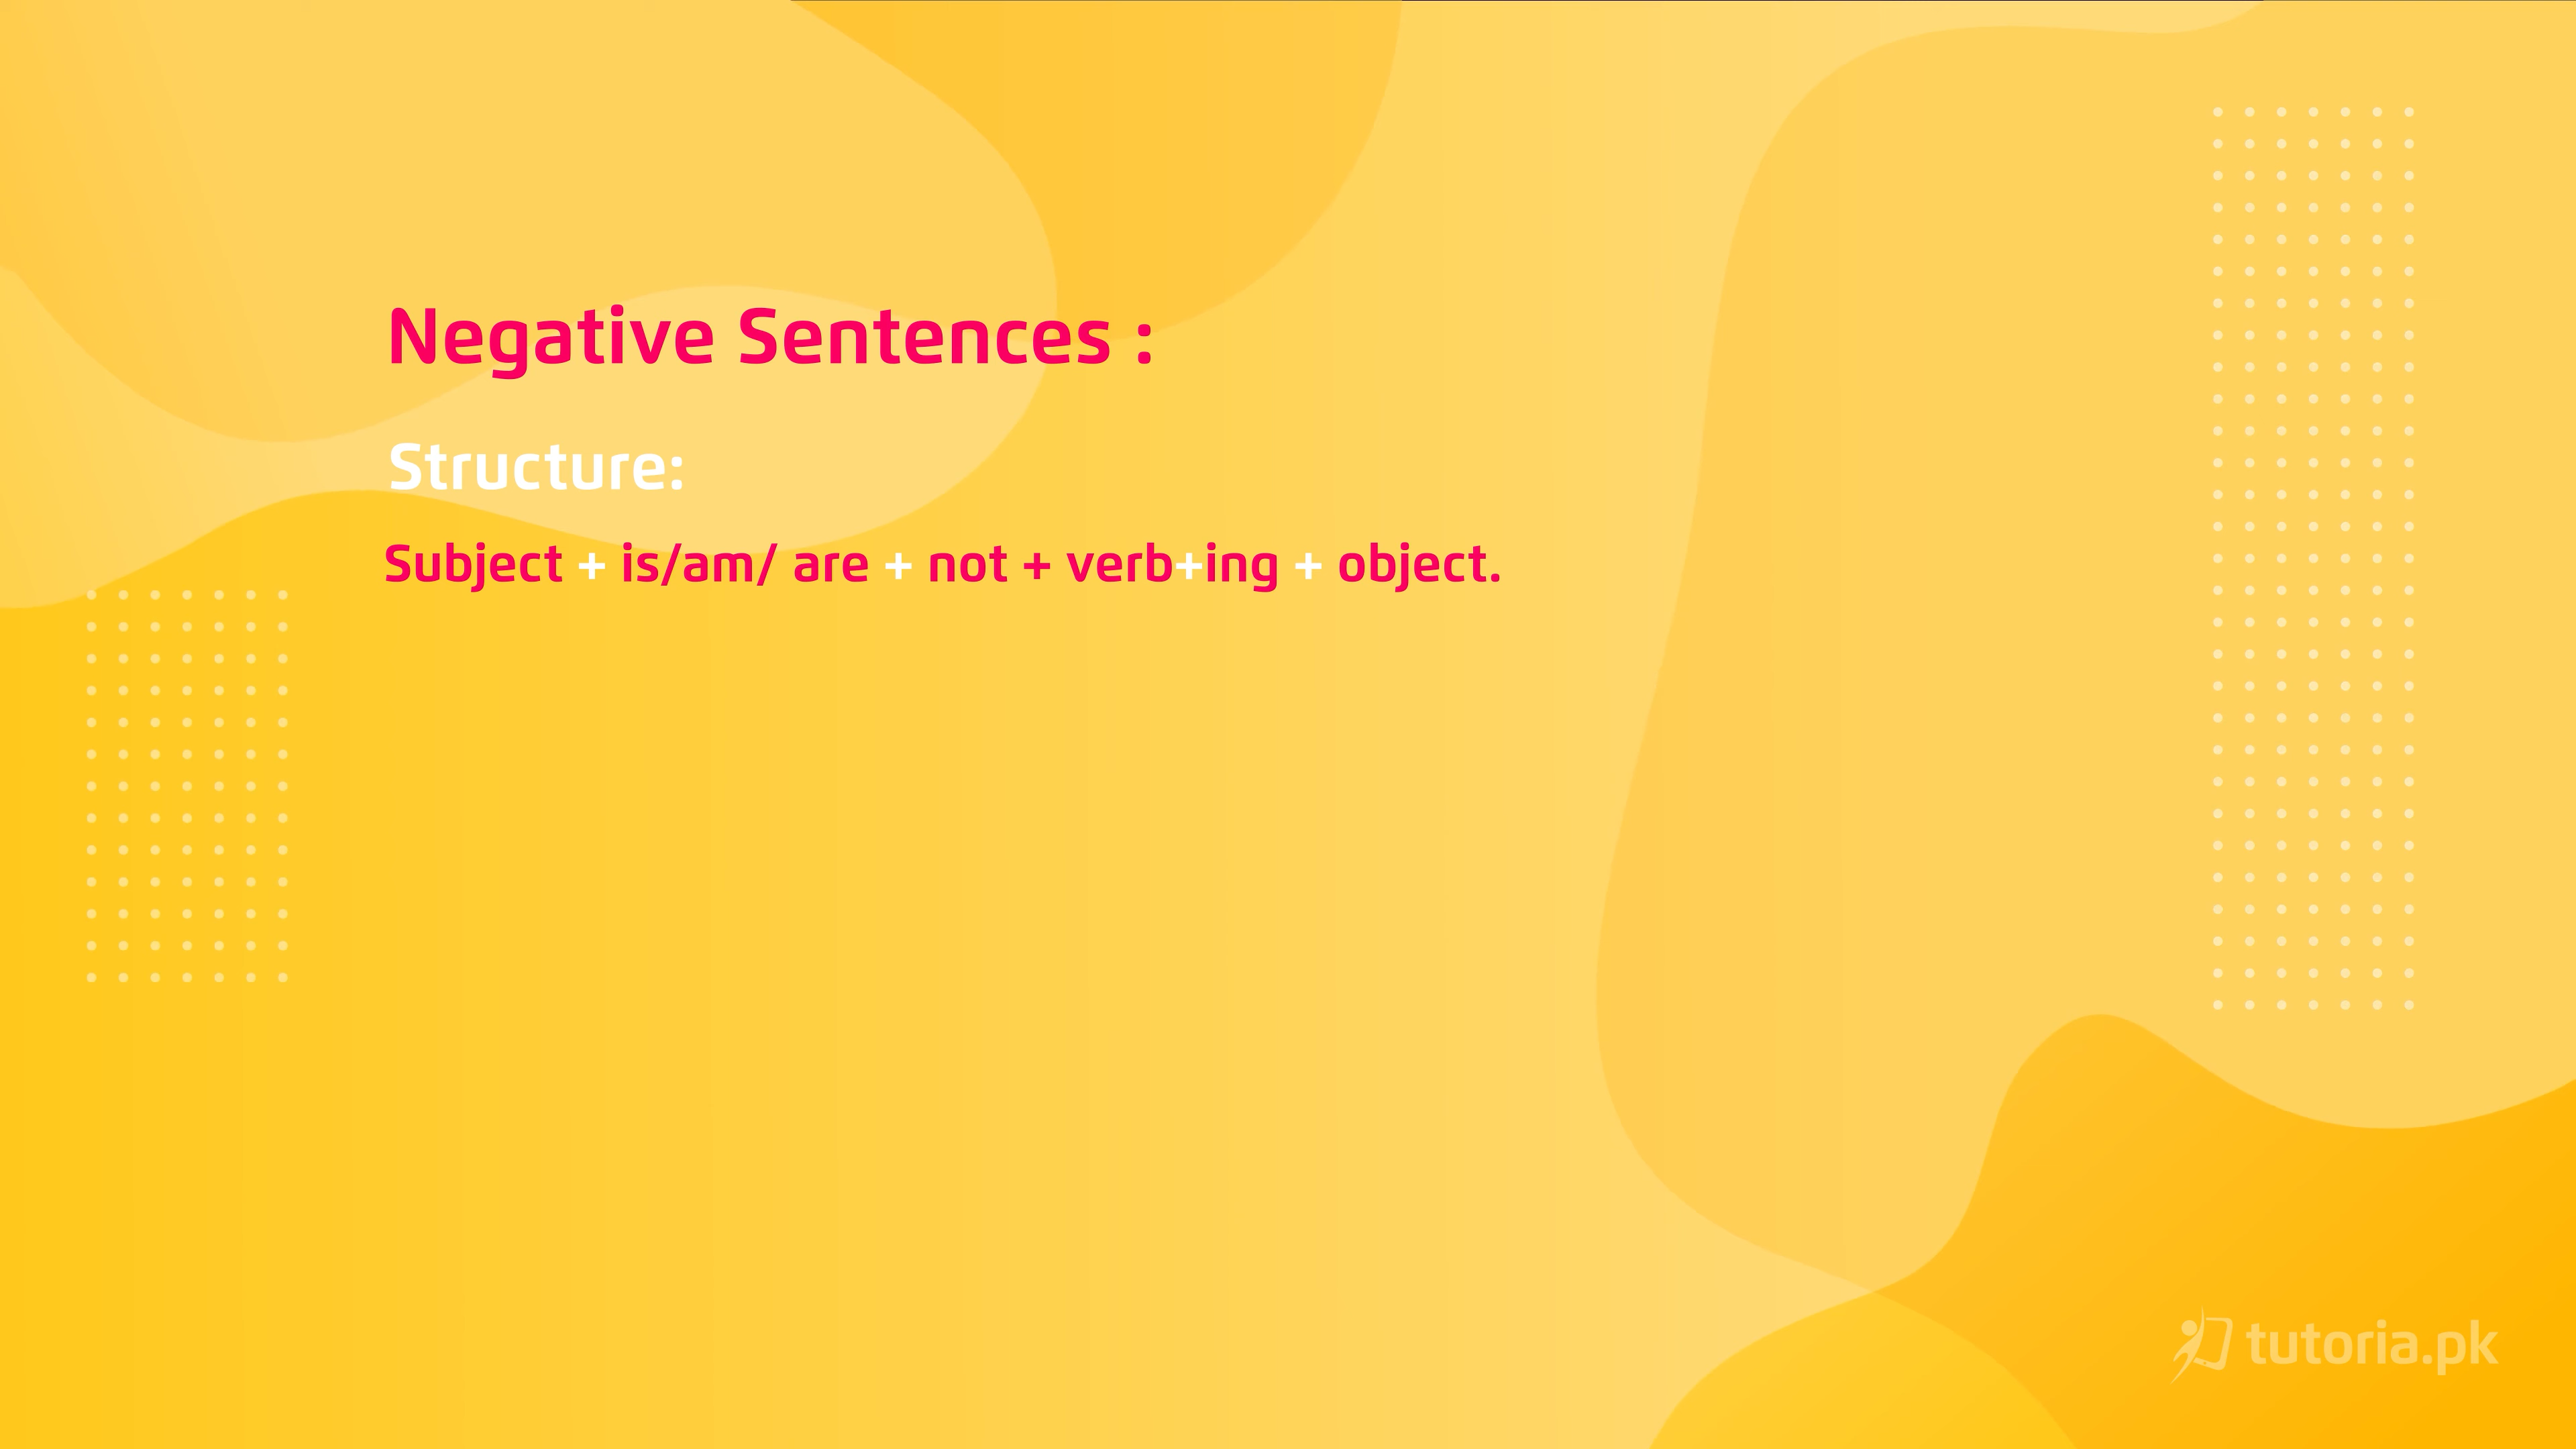 Negative Sentences :
Structure:
Subject + is/am/ are + not + verb+ing + object.
tutoria.pk